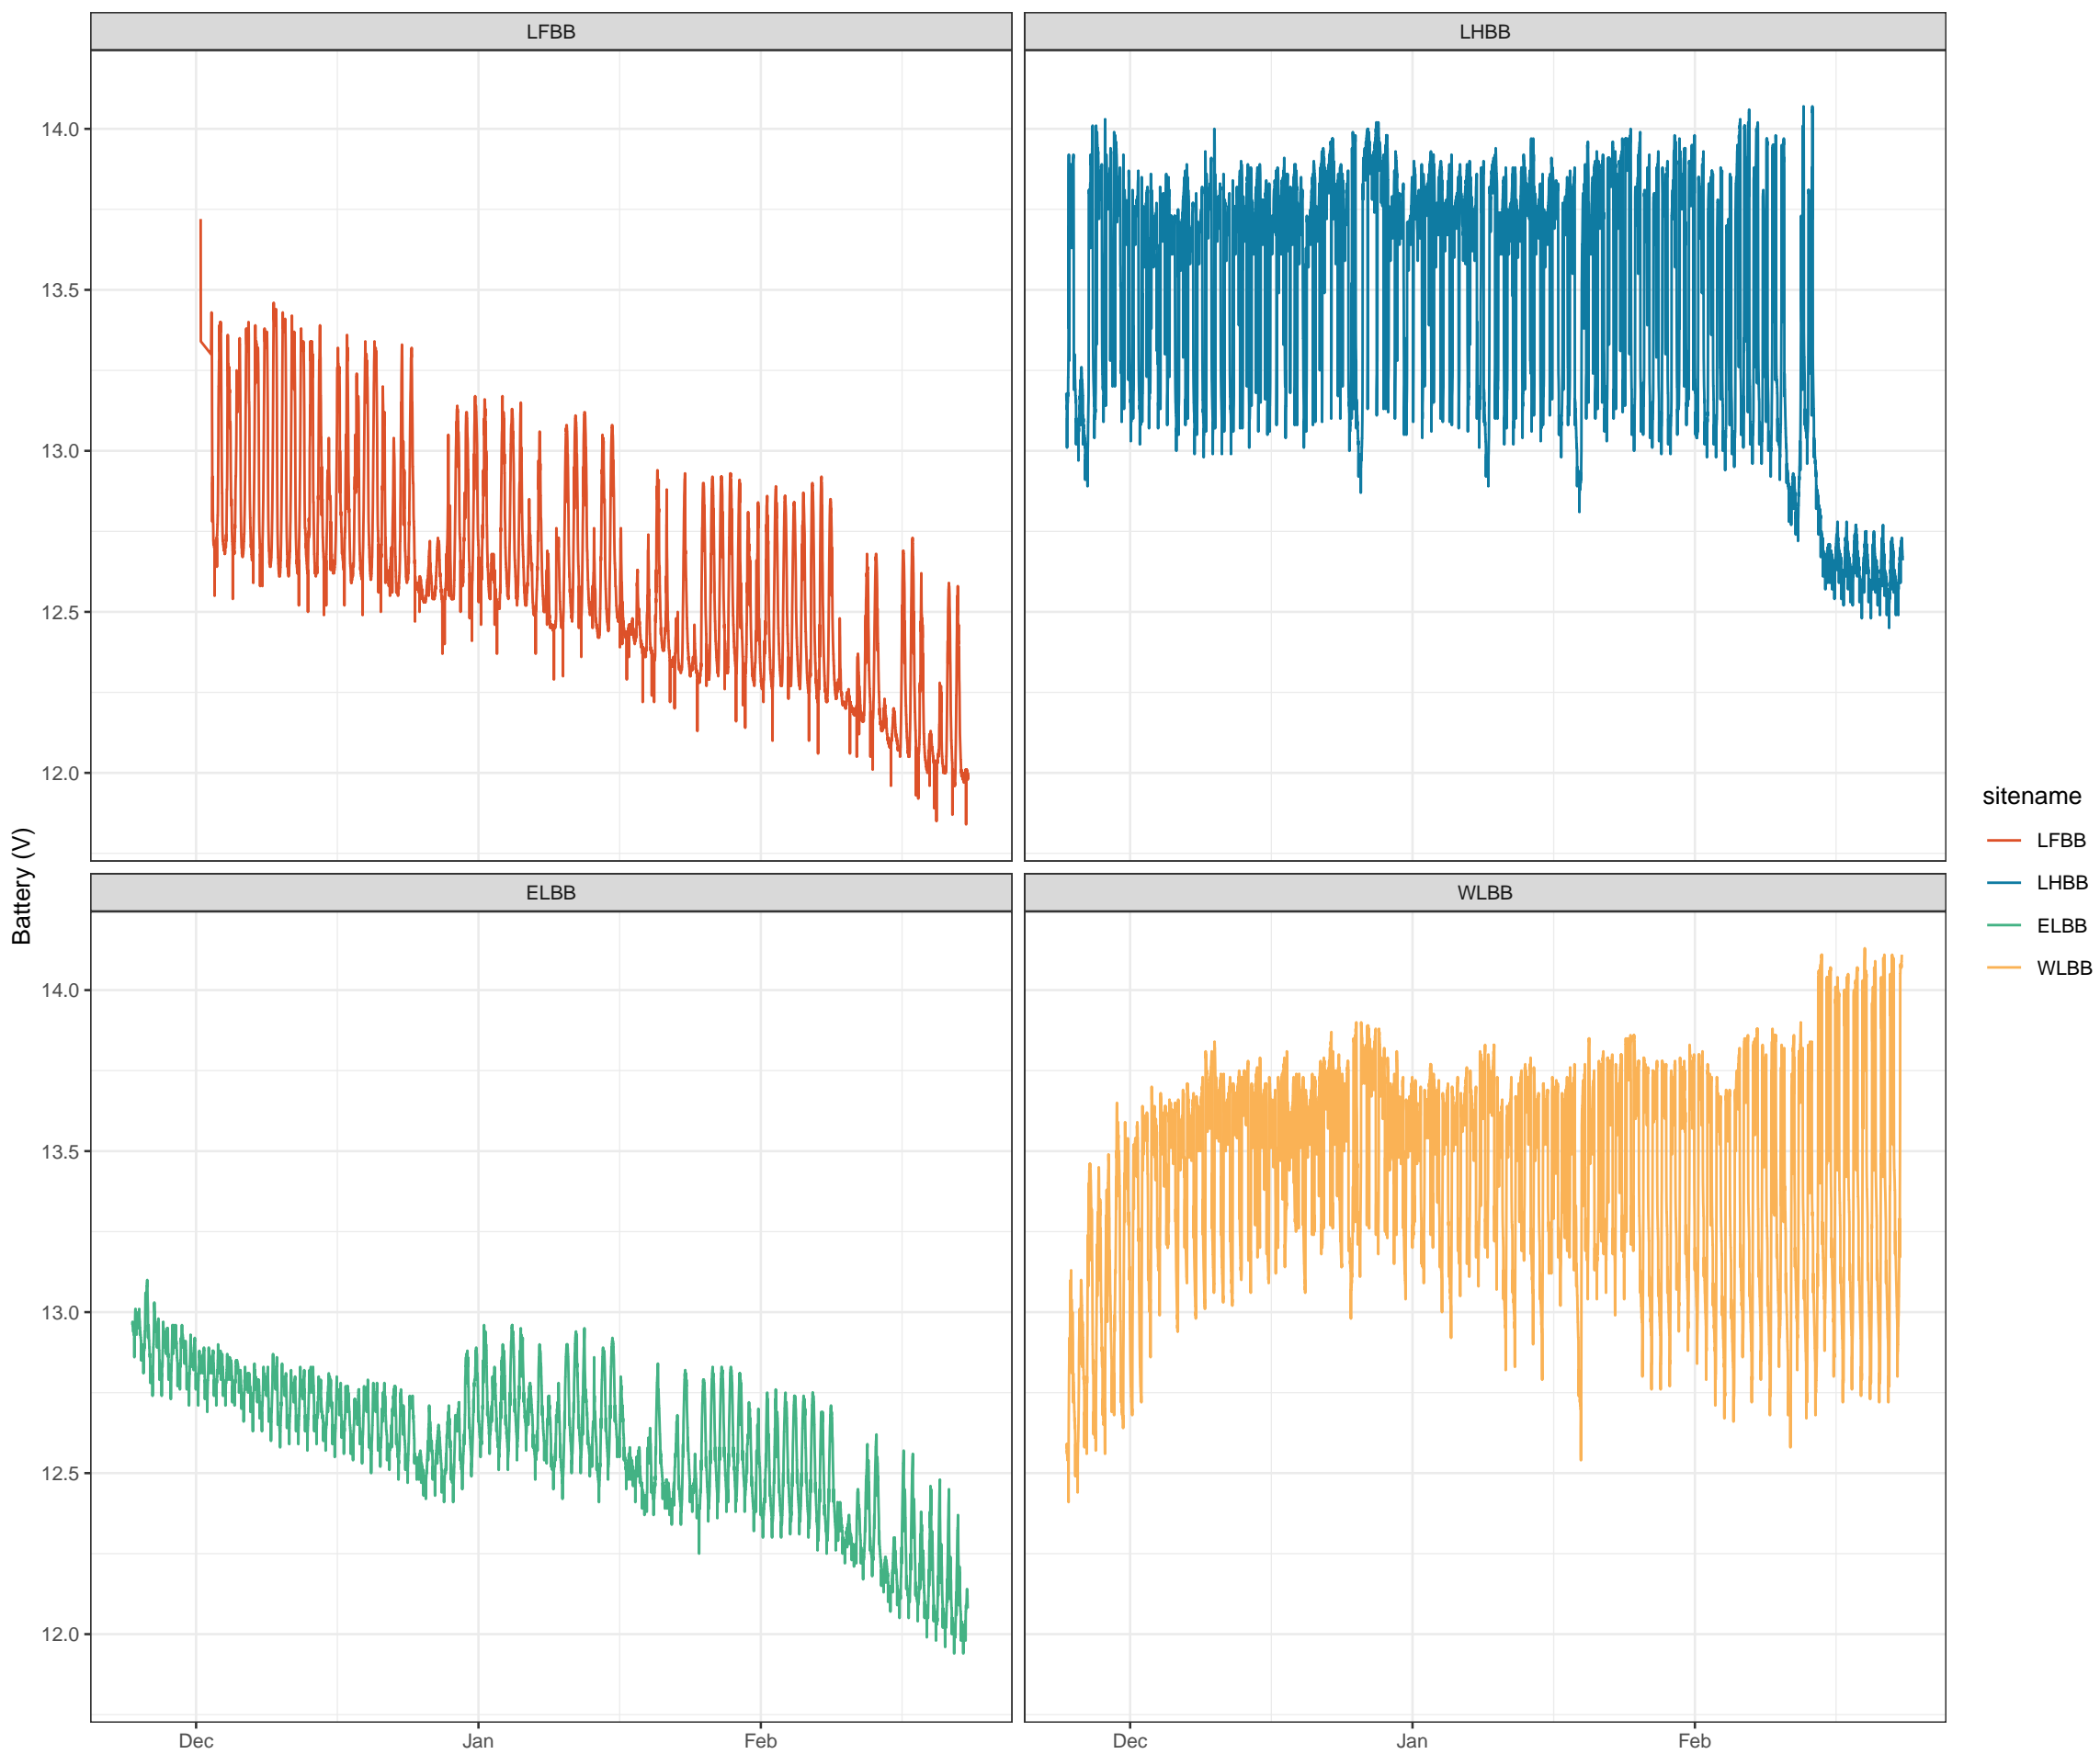 LFBB
LHBB
14.0
13.5
13.0
12.5
12.0
ELBB
WLBB
14.0
13.5
13.0
12.5
12.0
Dec
Jan
Feb
Dec
Jan
Feb
Battery (V)
sitename
LFBB
LHBB
ELBB
WLBB